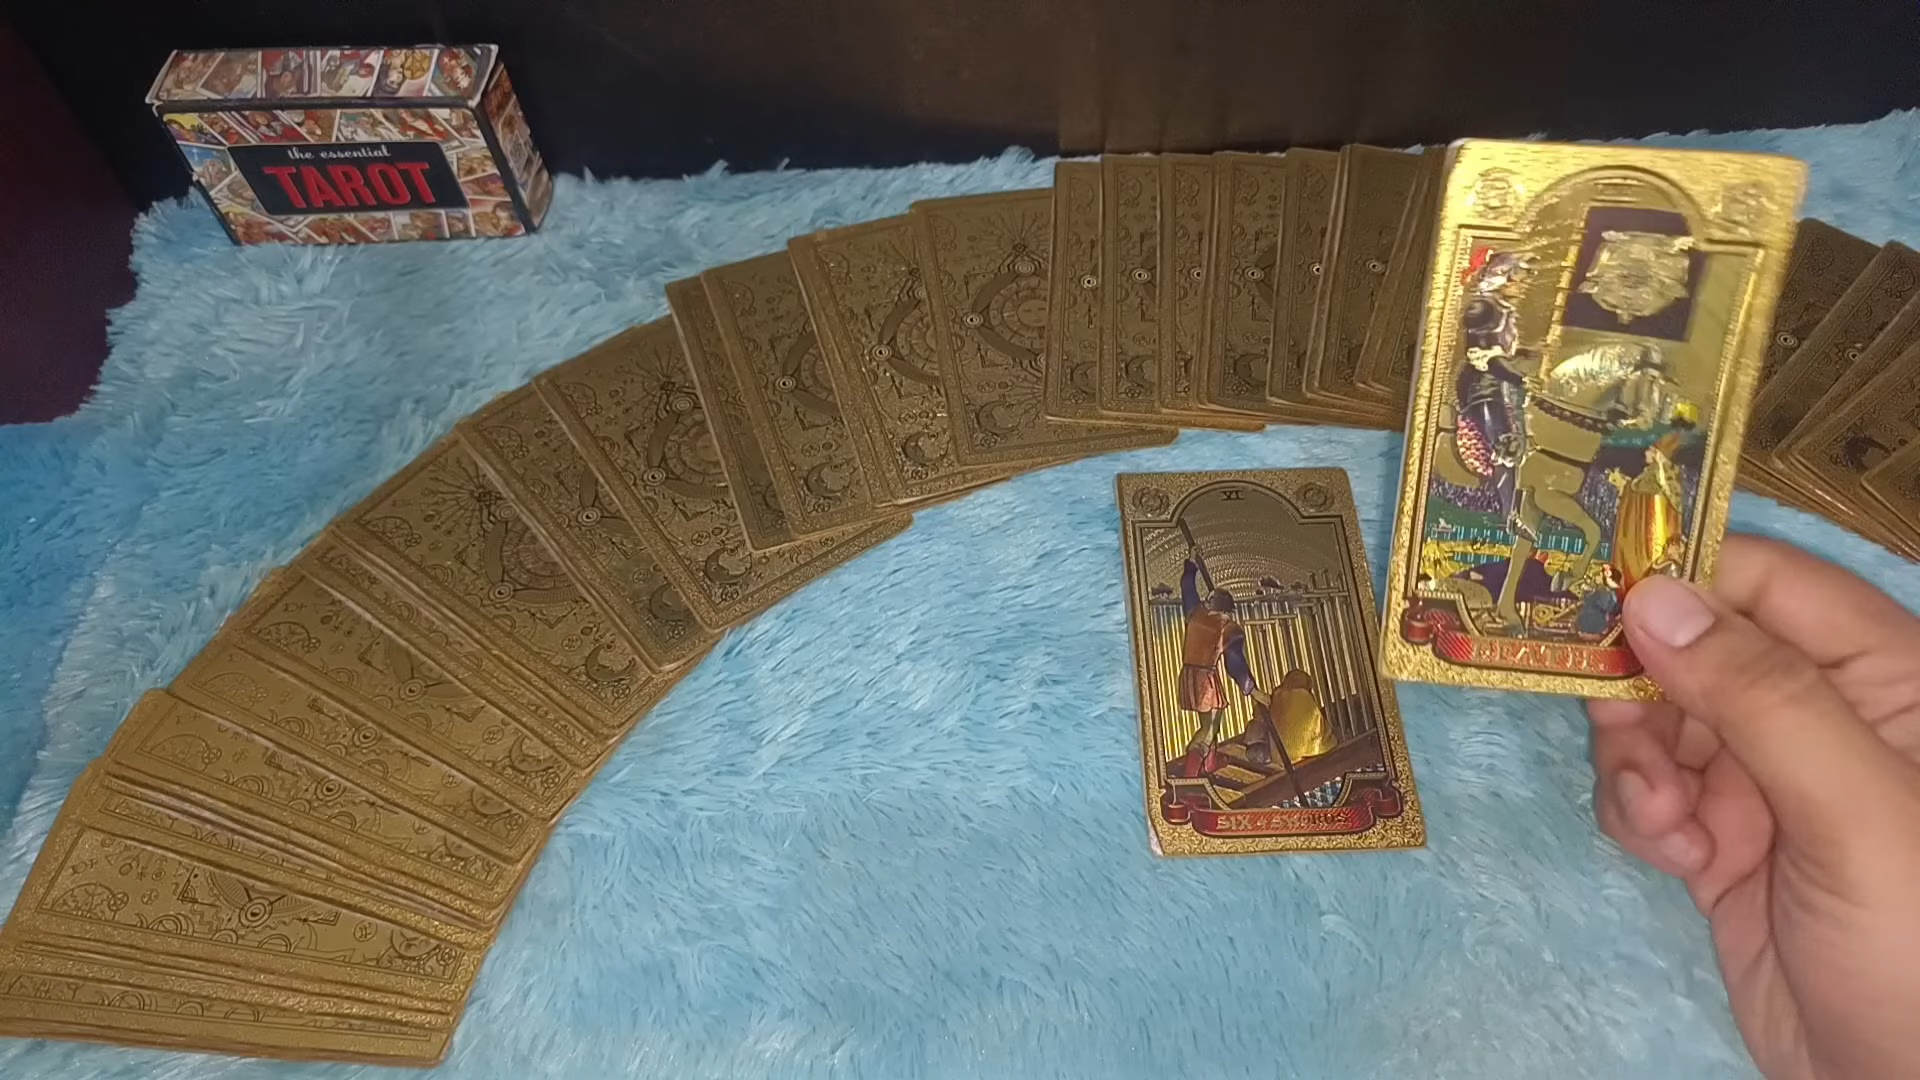 the essential
TAROT
VI
SIX of SWORDS
DEATH